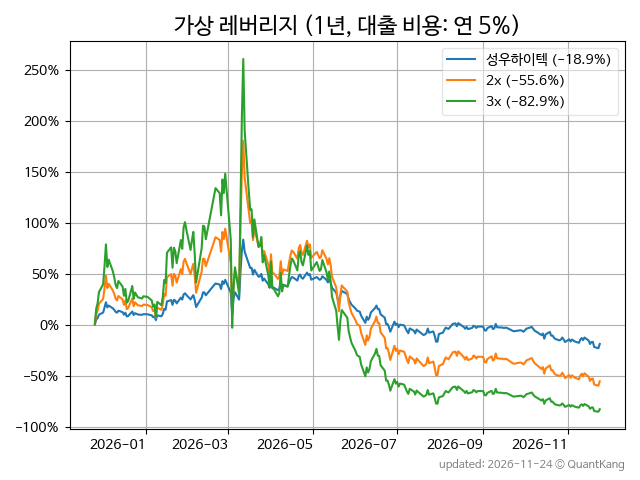 가상 레버리지 (1년, 대출 비용: 연 5%)
성우하이텍 (-18.9%)
2x (-55.6%)
3x (-82.9%)
250%
200%
150%
100%
50%
0%
-50%
-100%
2026-01 2026-03 2026-05 2026-07 2026-09 2026-11
updated: 2026-11-24 © QuantKang